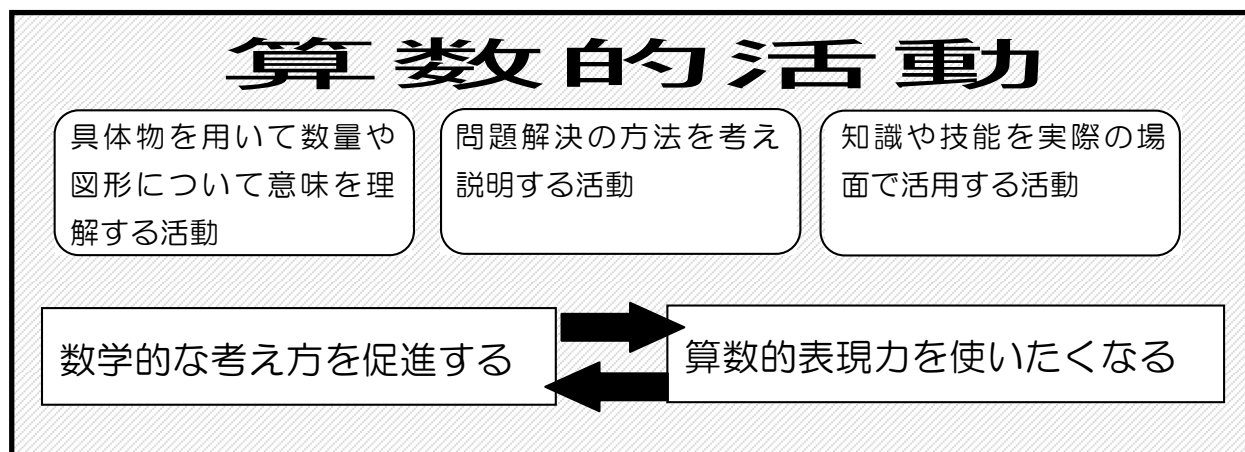 算数的活動
具体物を用いて数量や
図形について意味を理
解する活動
問題解決の方法を考え
説明する活動
知識や技能を実際の場
面で活用する活動
数学的な考え方を促進する
算数的表現力を使いたくなる